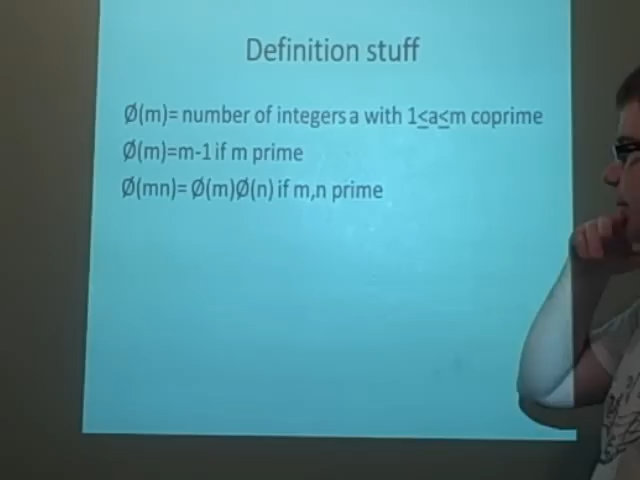 Definition stuff
Ø(m)= number of integers a with 1≤a≤m coprime
Ø(m)=m-1 if m prime
Ø(mn)= Ø(m)Ø(n) if m,n prime